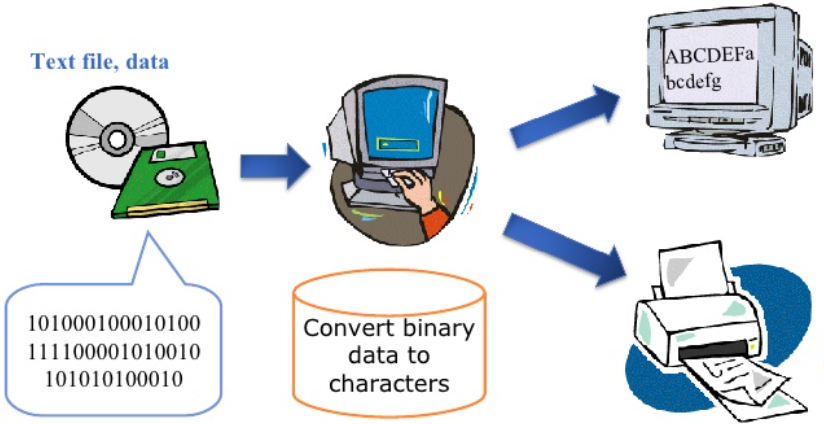 Text file, data
ABCDEFa
bcdefg
101000100010100
111100001010010
101010100010
Convert binary
data to
characters